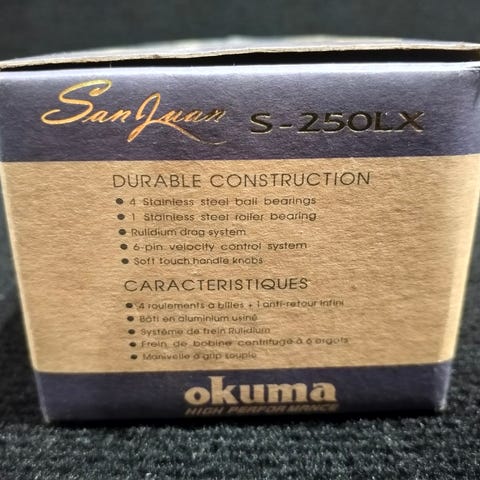 San Juan S-250LX
DURABLE CONSTRUCTION
• 4 Stainless steel ball bearings
• 1 Stainless steel roller bearing
• Rulidium drag system
• 6-pin velocity control system
• Soft touch handle knobs
CARACTERISTIQUES
• 4 roulements à billes + 1 anti-retour infini
• Bâti en aluminium usiné
• Système de frein Rulidium
• Frein de bobine centrifuge à 6 ergots
• Manivelle à grip souple
okuma
HIGH PERFORMANCE